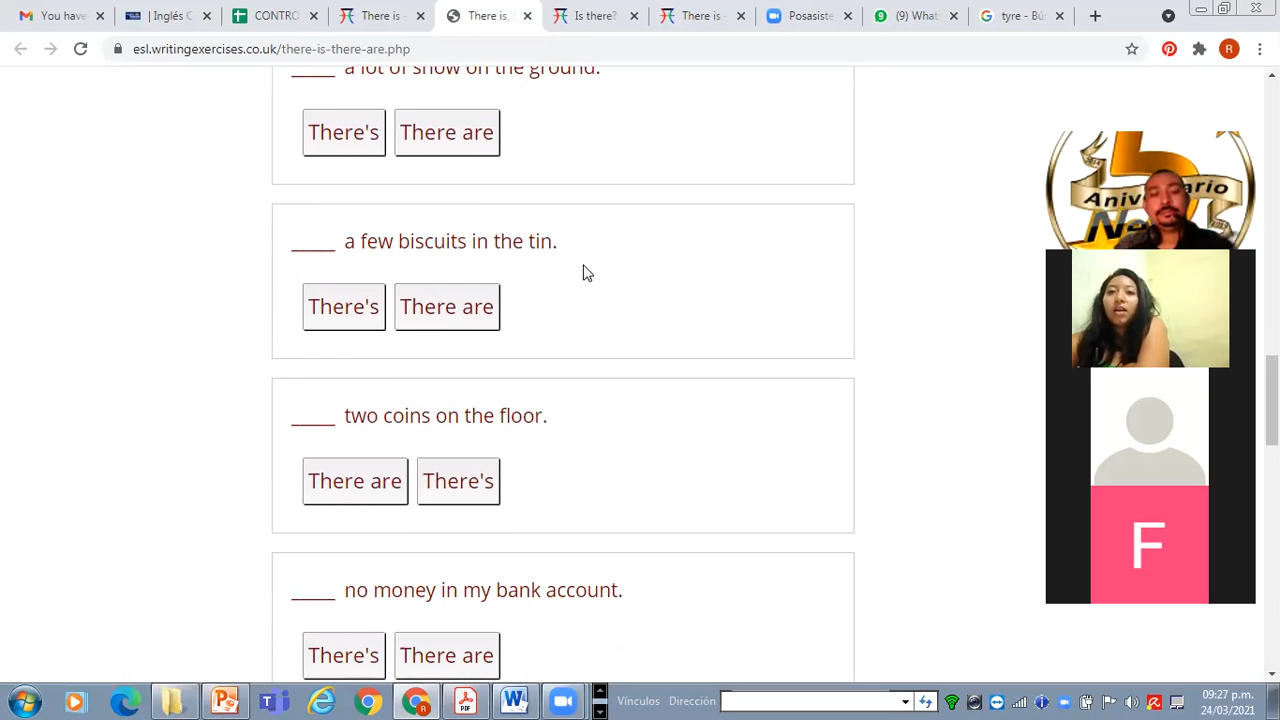 You have
Inglés C
CONTRO
There is -
There is,
Is there?
There is -
Posasist
(9) What
tyre - Bú
esl.writingexercises.co.uk/there-is-there-are.php
R
_____ a lot of snow on the ground.
There's There are
_____ a few biscuits in the tin.
There's There are
_____ two coins on the floor.
There are There's
_____ no money in my bank account.
There's There are
5
Aniversario
F
Vínculos Dirección
09:27 p.m.
24/03/2021